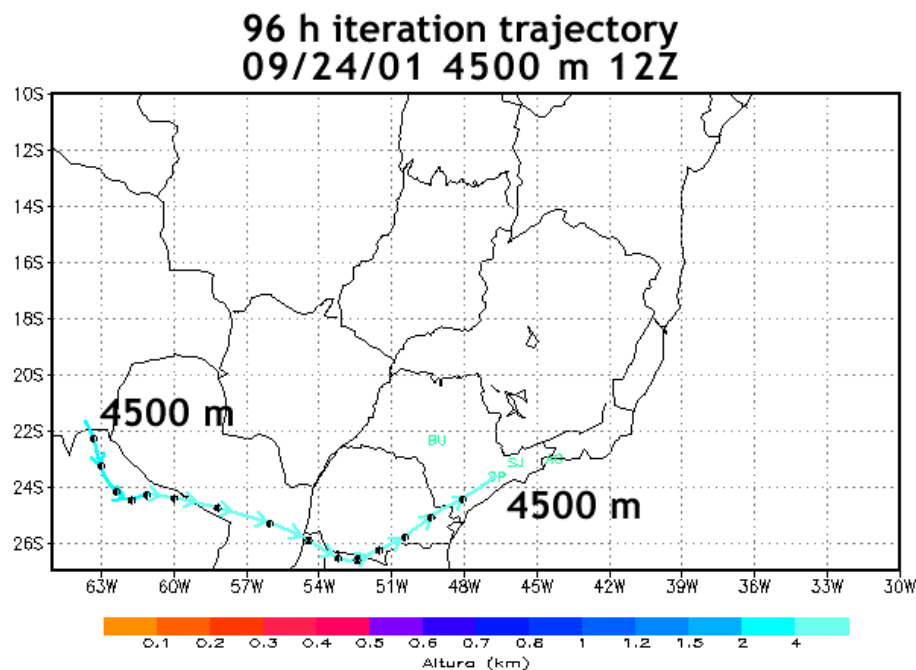 96 h iteration trajectory
09/24/01 4500 m 12Z
10S
12S
14S
16S
18S
20S
4500 m
22S
BU
SJ
SP
24S
4500 m
26S
63W 60W 57W 54W 51W 48W 45W 42W 39W 36W 33W 30W
0.1 0.2 0.3 0.4 0.5 0.6 0.7 0.8 1 1.2 1.5 2 4
Altura (km)